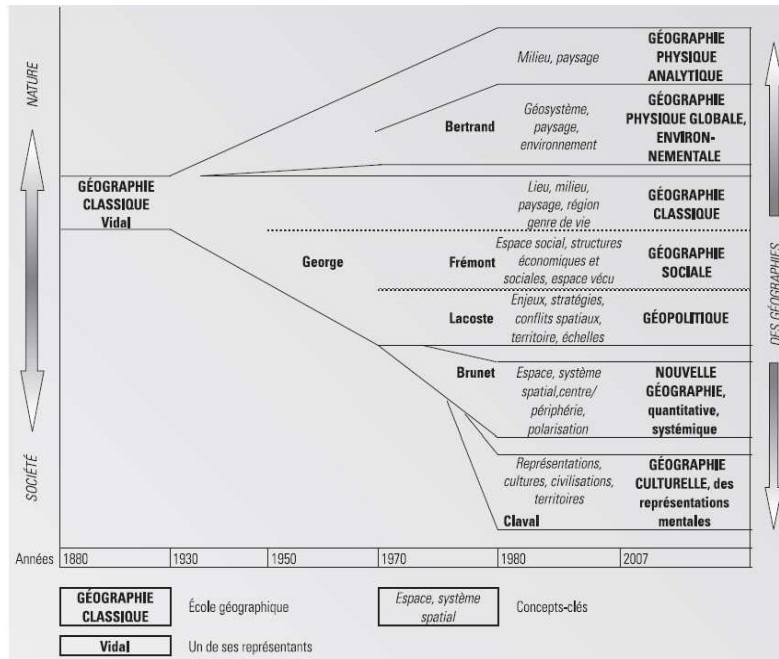 NATURE
SOCIÉTÉ
GÉOGRAPHIE
CLASSIQUE
Vidal
Milieu, paysage
GÉOGRAPHIE
PHYSIQUE
ANALYTIQUE
Bertrand
Géosystème,
paysage,
environnement
GÉOGRAPHIE
PHYSIQUE GLOBALE,
ENVIRON-
NEMENTALE
Lieu, milieu,
paysage, région
genre de vie
GÉOGRAPHIE
CLASSIQUE
George
Frémont
Espace social, structures
économiques et
sociales, espace vécu
GÉOGRAPHIE
SOCIALE
Lacoste
Enjeux, stratégies,
conflits spatiaux,
territoire, échelles
GÉOPOLITIQUE
Brunet
Espace, système
spatial,centre/
périphérie,
polarisation
NOUVELLE
GÉOGRAPHIE,
quantitative,
systémique
Représentations,
cultures, civilisations,
territoires
Claval
GÉOGRAPHIE
CULTURELLE, des
représentations
mentales
DES GÉOGRAPHIES
Années 1880 1930 1950 1970 1980 2007
GÉOGRAPHIE
CLASSIQUE
École géographique
Espace, système
spatial
Concepts-clés
Vidal
Un de ses représentants